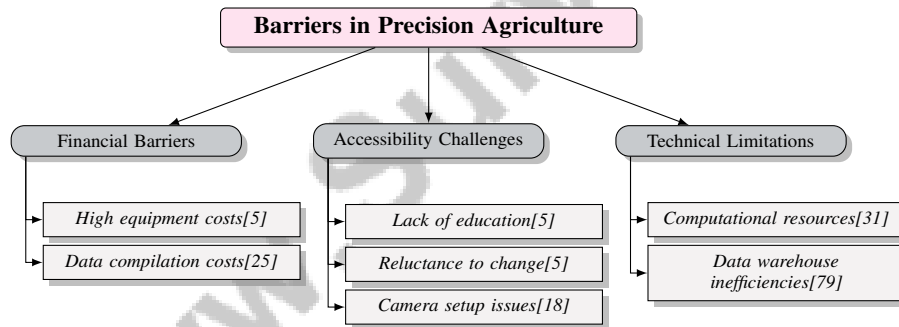 Barriers in Precision Agriculture
Financial Barriers
High equipment costs[5]
Data compilation costs[25]
Accessibility Challenges
Lack of education[5]
Reluctance to change[5]
Camera setup issues[18]
Technical Limitations
Computational resources[31]
Data warehouse
inefficiencies[79]